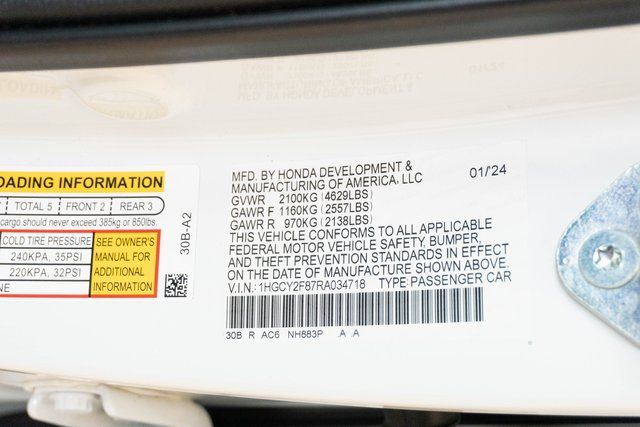 OADING INFORMATION
TOTAL 5 FRONT 2 REAR 3
cargo should never exceed 385kg or 850lbs.
COLD TIRE PRESSURE
240KPA, 35PSI
220KPA, 32PSI
NE
SEE OWNER'S
MANUAL FOR
ADDITIONAL
INFORMATION
30B-A2
MFD. BY HONDA DEVELOPMENT &
MANUFACTURING OF AMERICA, LLC
01/24
GVWR 2100KG (4629LBS)
GAWR F 1160KG (2557LBS)
GAWR R 970KG (2138LBS)
THIS VEHICLE CONFORMS TO ALL APPLICABLE
FEDERAL MOTOR VEHICLE SAFETY, BUMPER,
AND THEFT PREVENTION STANDARDS IN EFFECT
ON THE DATE OF MANUFACTURE SHOWN ABOVE.
V.I.N.: 1HGCY2F87RA034718 TYPE: PASSENGER CAR
30B R AC6 NH883P .A .A